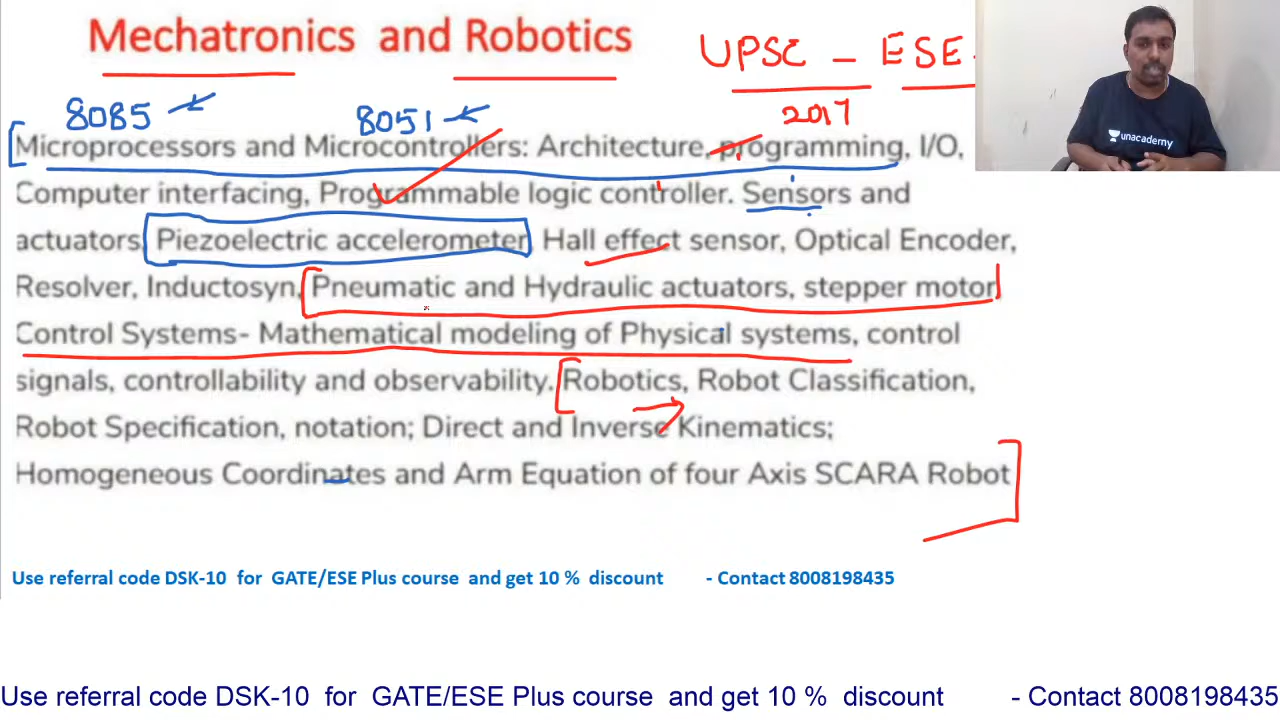 Mechatronics and Robotics
UPSC - ESE -
2017
8085
8051
Microprocessors and Microcontrollers: Architecture, programming, I/O,
Computer interfacing, Programmable logic controller. Sensors and
actuators, Piezoelectric accelerometer, Hall effect sensor, Optical Encoder,
Resolver, Inductosyn, Pneumatic and Hydraulic actuators, stepper motor,
Control Systems- Mathematical modeling of Physical systems, control
signals, controllability and observability. Robotics, Robot Classification,
Robot Specification, notation; Direct and Inverse Kinematics;
Homogeneous Coordinates and Arm Equation of four Axis SCARA Robot
unacademy
Use referral code DSK-10 for GATE/ESE Plus course and get 10 % discount - Contact 8008198435
Use referral code DSK-10 for GATE/ESE Plus course and get 10 % discount - Contact 8008198435